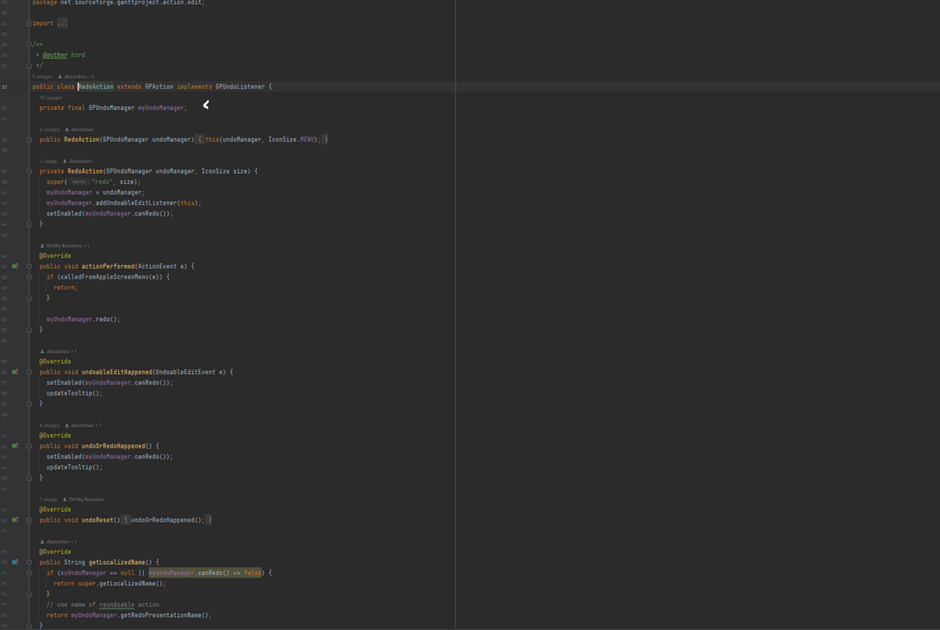 package net.sourceforge.ganttproject.action.edit;
import ...
/**
* @author bard
*/
5 usages dbarashev +2
public class RedoAction extends GPAction implements GPUndoListener {
10 usages
private final GPUndoManager myUndoManager;
2 usages dbarashev
public RedoAction(GPUndoManager undoManager) { this(undoManager, IconSize.MENU); }
1 usage dbarashev
private RedoAction(GPUndoManager undoManager, IconSize size) {
super( "redo", size);
myUndoManager = undoManager;
myUndoManager.addUndoableEditListener(this);
setEnabled(myUndoManager.canRedo());
}
Dmitry Barashev +1
@Override
public void actionPerformed(ActionEvent e) {
if (calledFromAppleScreenMenu(e)) {
return;
}
myUndoManager.redo();
}
dbarashev +1
@Override
public void undoableEditHappened(UndoableEditEvent e) {
setEnabled(myUndoManager.canRedo());
updateTooltip();
}
5 usages dbarashev +1
@Override
public void undoOrRedoHappened() {
setEnabled(myUndoManager.canRedo());
updateTooltip();
}
1 usage Dmitry Barashev
@Override
public void undoReset() { undoOrRedoHappened(); }
dbarashev +1
@Override
public String getLocalizedName() {
if (myUndoManager == null || myUndoManager.canRedo() == false) {
return super.getLocalizedName();
}
// use name of reundoable action
return myUndoManager.getRedoPresentationName();
}